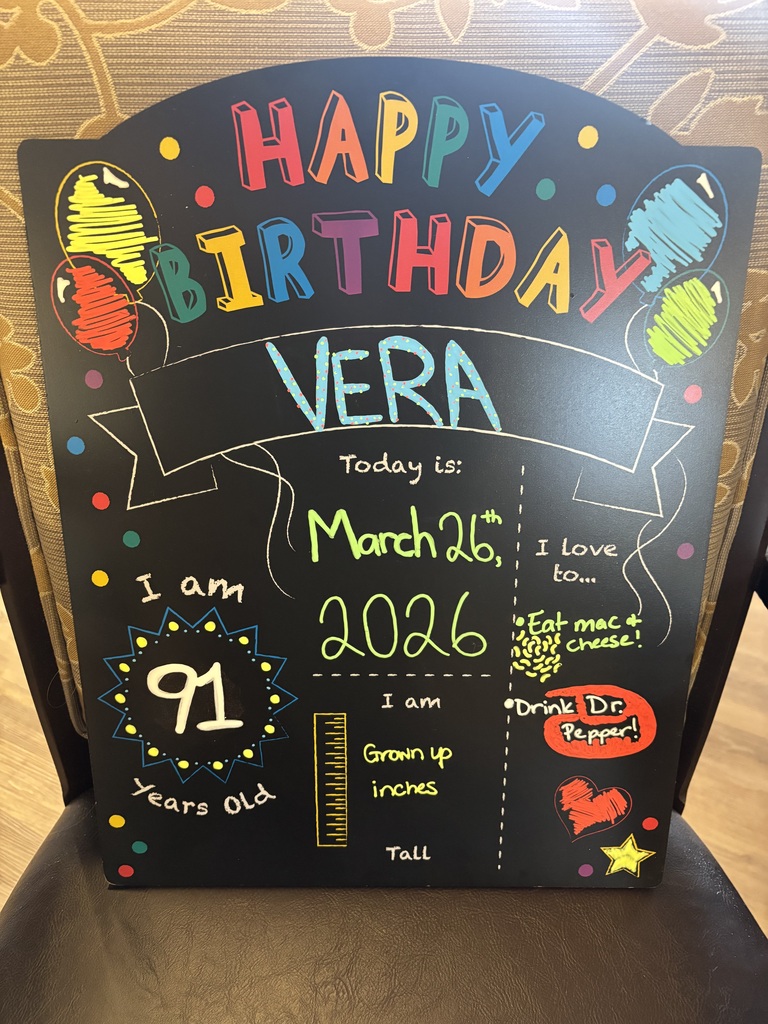 HAPPY
BIRTHDAY
VERA
Today is:
March 26th,
2026
I am
91
Years Old
I am
Grown up
inches
Tall
I love
to...
• Eat mac &
cheese!
• Drink Dr.
Pepper!